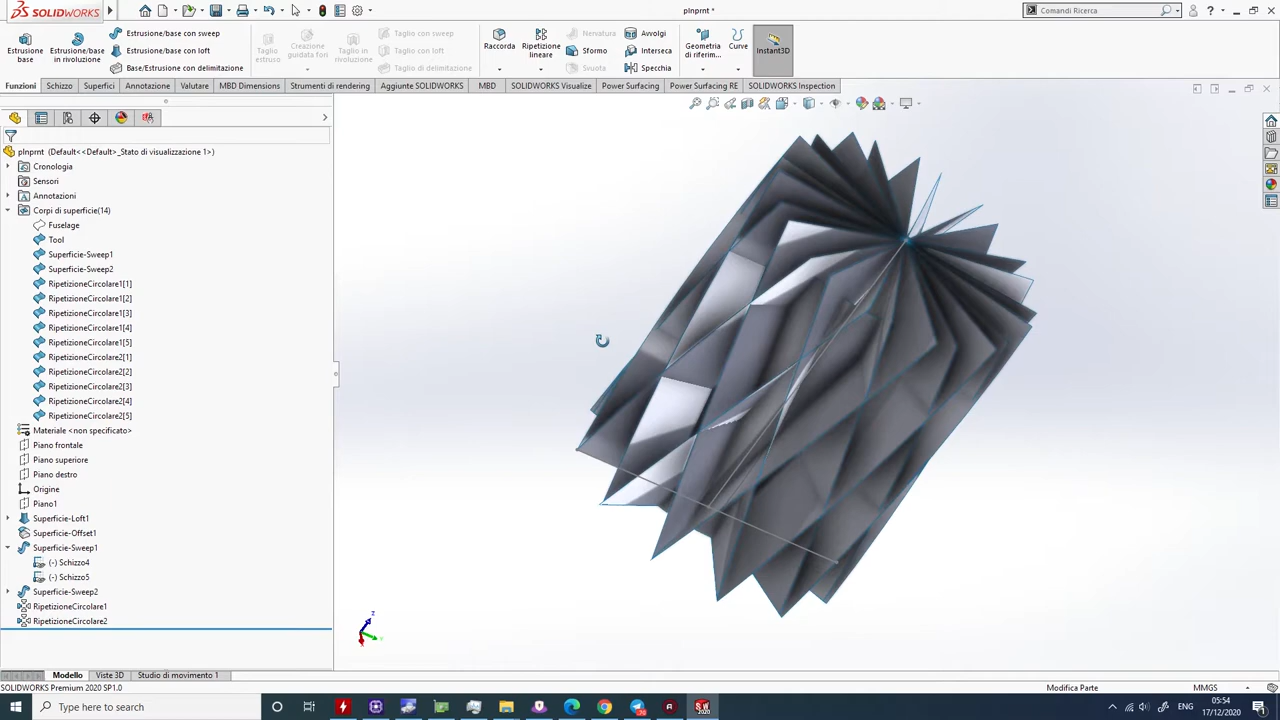 SOLIDWORKS
plnprnt *
Comandi Ricerca
Estrusione base
Estrusione/base in rivoluzione
Estrusione/base con sweep
Estrusione/base con loft
Base/Estrusione con delimitazione
Taglio estruso
Creazione guidata fori
Taglio in rivoluzione
Taglio con sweep
Taglio con loft
Taglio di delimitazione
Raccorda
Ripetizione lineare
Nervatura
Sformo
Svuota
Avvolgi
Interseca
Specchia
Geometria di riferim...
Curve
Instant3D
Funzioni
Schizzo
Superfici
Annotazione
Valutare
MBD Dimensions
Strumenti di rendering
Aggiunte SOLIDWORKS
MBD
SOLIDWORKS Visualize
Power Surfacing
Power Surfacing RE
SOLIDWORKS Inspection
plnprnt (Default<<Default>_Stato di visualizzazione 1>)
Cronologia
Sensori
Annotazioni
Corpi di superficie(14)
Fuselage
Tool
Superficie-Sweep1
Superficie-Sweep2
RipetizioneCircolare1[1]
RipetizioneCircolare1[2]
RipetizioneCircolare1[3]
RipetizioneCircolare1[4]
RipetizioneCircolare1[5]
RipetizioneCircolare2[1]
RipetizioneCircolare2[2]
RipetizioneCircolare2[3]
RipetizioneCircolare2[4]
RipetizioneCircolare2[5]
Materiale <non specificato>
Piano frontale
Piano superiore
Piano destro
Origine
Piano1
Superficie-Loft1
Superficie-Offset1
Superficie-Sweep1
(-) Schizzo4
(-) Schizzo5
Superficie-Sweep2
RipetizioneCircolare1
RipetizioneCircolare2
Z
Modello
Viste 3D
Studio di movimento 1
SOLIDWORKS Premium 2020 SP1.0
Modifica Parte
MMGS
Type here to search
ENG
05:54
17/12/2020